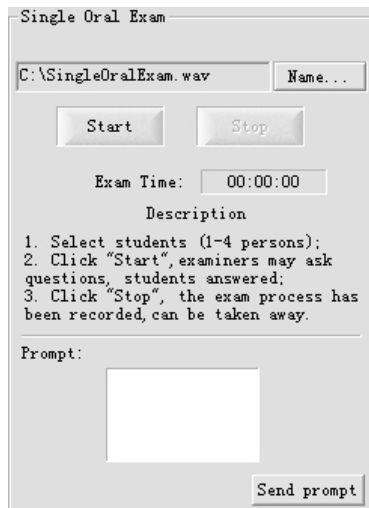 Single Oral Exam
C:\SingleOralExam.wav Name...
Start Stop
Exam Time: 00:00:00
Description
1. Select students (1-4 persons);
2. Click "Start", examiners may ask
questions, students answered;
3. Click "Stop", the exam process has
been recorded, can be taken away.
Prompt:
Send prompt